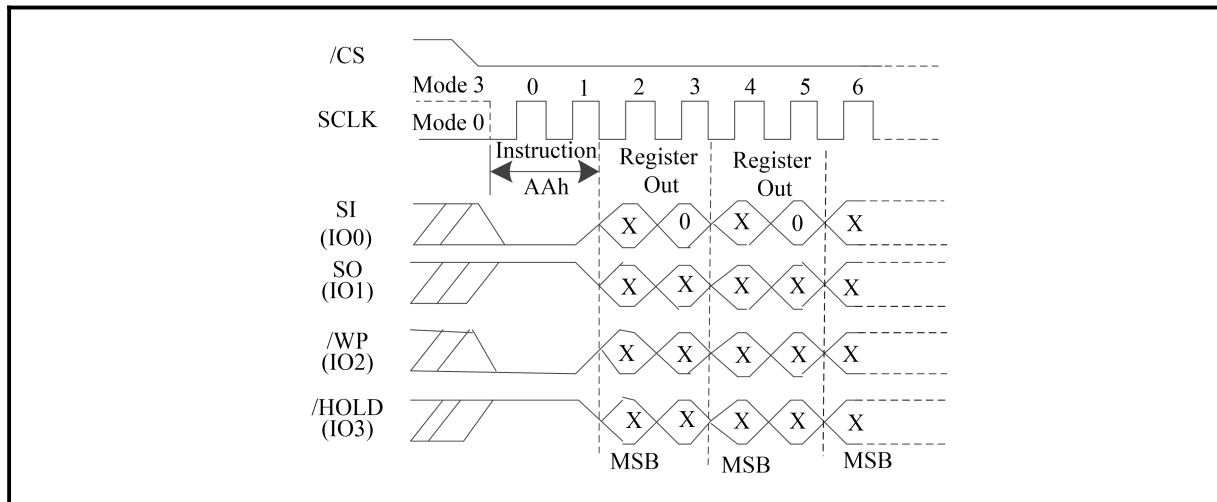 /CS
Mode 3 0 1 2 3 4 5 6
SCLK Mode 0
Instruction Register Register
AAh Out Out
SI
(IO0) X 0 X 0 X
SO
(IO1) X X X X X
/WP
(IO2) X X X X X
/HOLD
(IO3) X X X X X
MSB MSB MSB